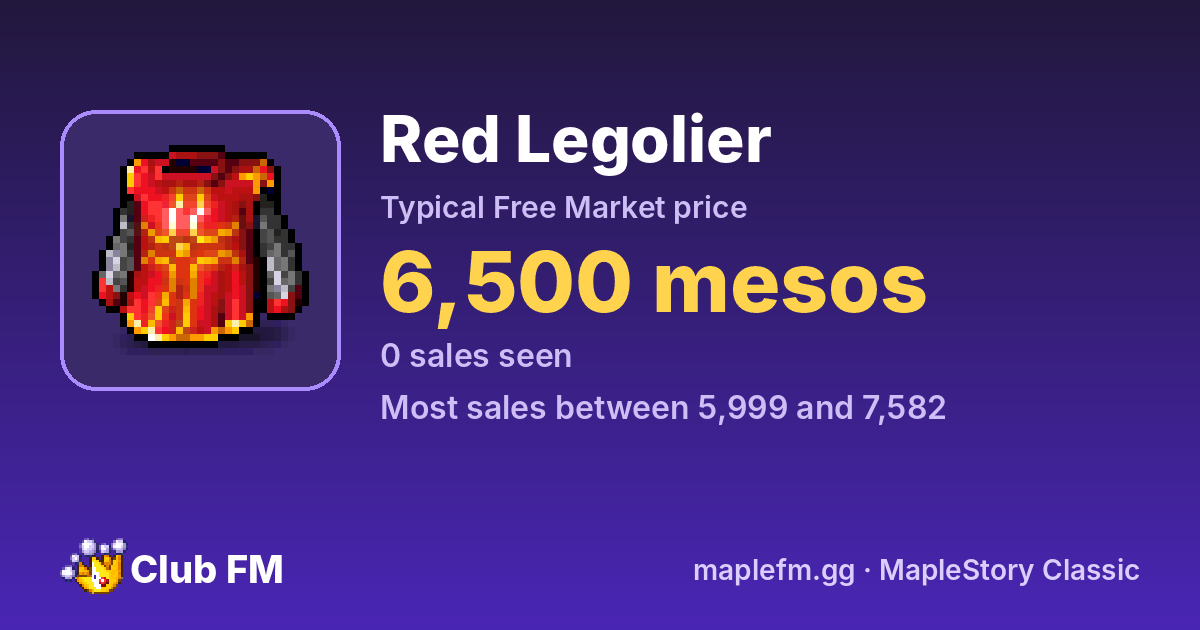 Red Legolier
Typical Free Market price
6,500 mesos
0 sales seen
Most sales between 5,999 and 7,582
Club FM
maplefm.gg · MapleStory Classic